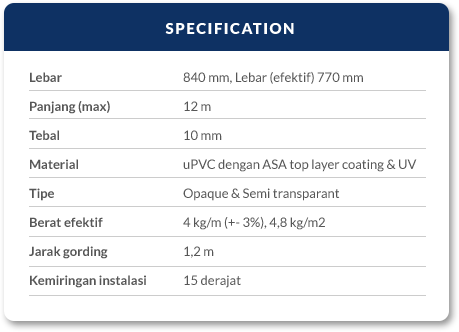 SPECIFICATION
Lebar 840 mm, Lebar (efektif) 770 mm
Panjang (max) 12 m
Tebal 10 mm
Material uPVC dengan ASA top layer coating & UV
Tipe Opaque & Semi transparant
Berat efektif 4 kg/m (+- 3%), 4,8 kg/m2
Jarak gording 1,2 m
Kemiringan instalasi 15 derajat